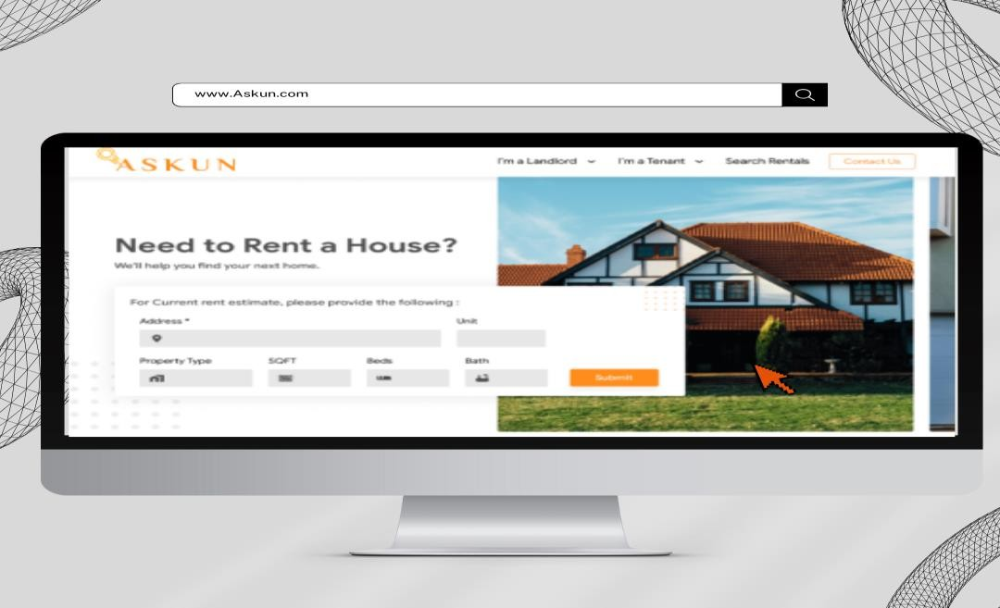 www.Askun.com
ASKUN
I'm a Landlord
I'm a Tenant
Search Rentals
Contact Us
Need to Rent a House?
We'll help you find your next home.
For Current rent estimate, please provide the following :
Address *
Unit
Property Type
SQFT
Beds
Bath
Submit